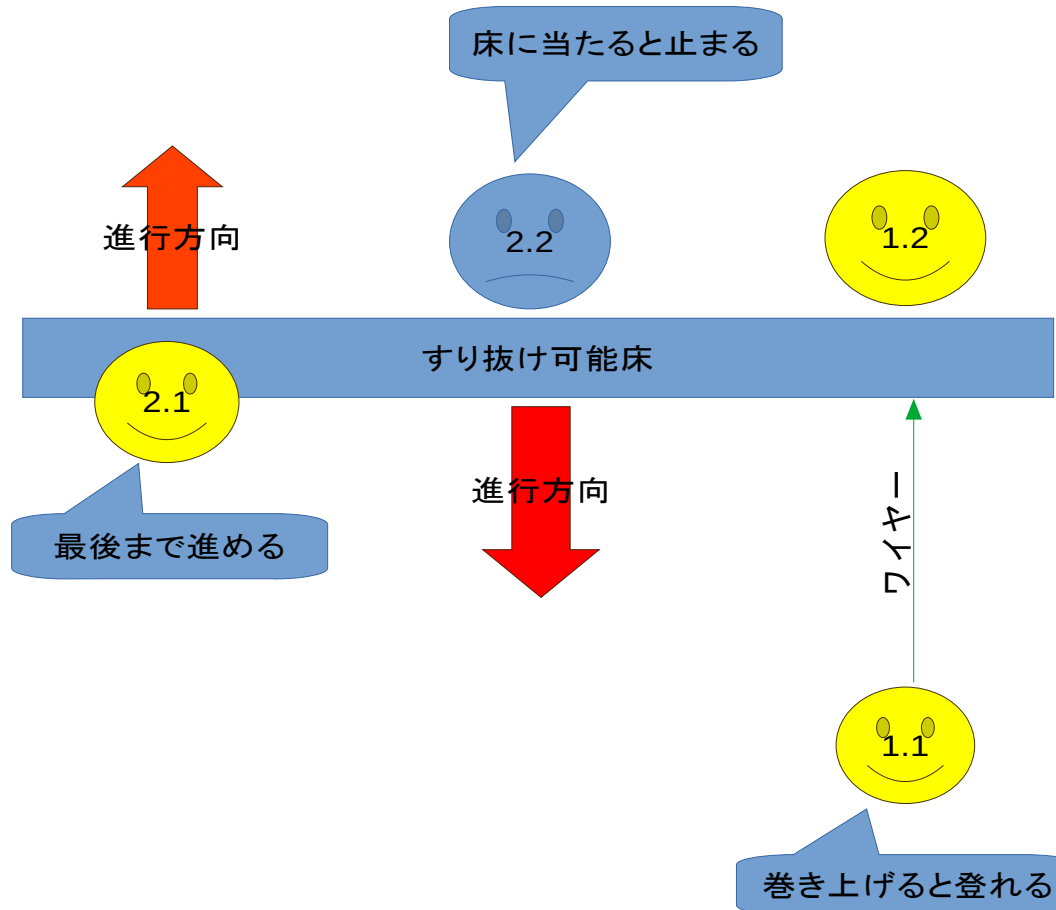 床に当たると止まる
進行方向
2.2
1.2
すり抜け可能床
2.1
進行方向
最後まで進める
ワイヤー
1.1
巻き上げると登れる